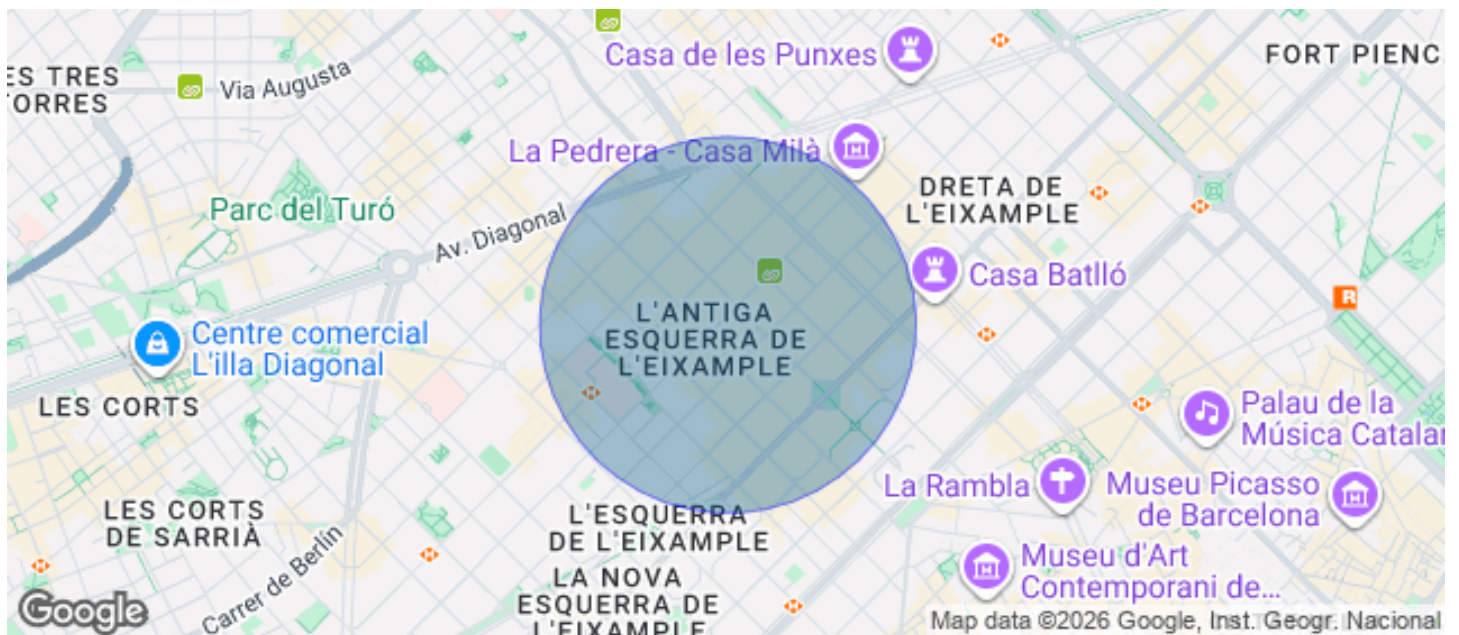 Casa de les Punxes
FORT PIENC
ES TRES
TORRES
Via Augusta
La Pedrera - Casa Milà
DRETA DE
L'EIXAMPLE
Parc del Turó
Av. Diagonal
Casa Batlló
L'ANTIGA
ESQUERRA DE
L'EIXAMPLE
Centre comercial
L'illa Diagonal
R
LES CORTS
Palau de la
Música Catalar
La Rambla
Museu Picasso
de Barcelona
LES CORTS
DE SARRIÀ
L'ESQUERRA
DE L'EIXAMPLE
Museu d'Art
Contemporani de...
LA NOVA
ESQUERRA DE
L'EIXAMPLE
Carrer de Berlín
Google
Map data ©2026 Google, Inst. Geogr. Nacional